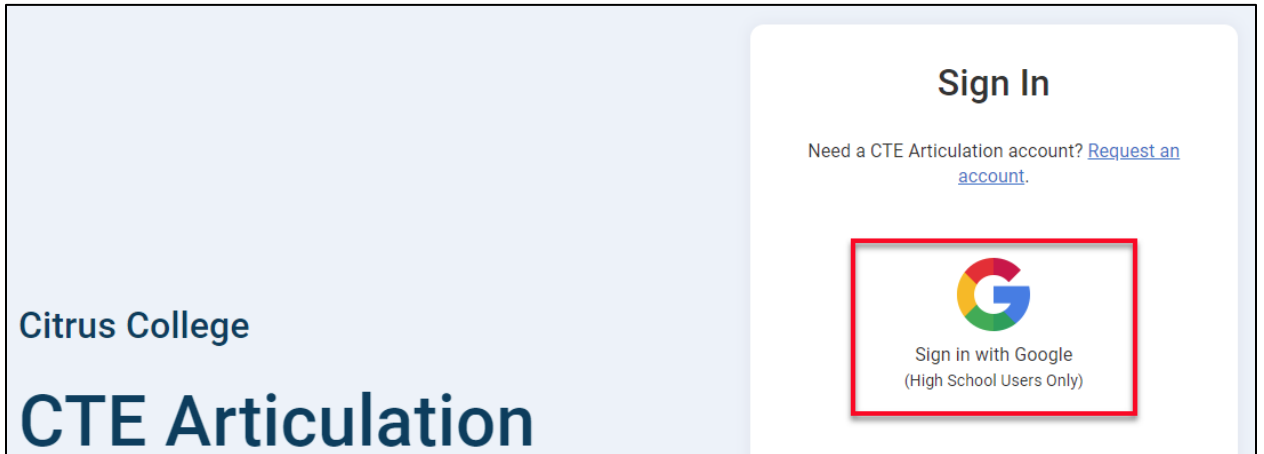 Sign In
Need a CTE Articulation account? Request an
account.
Sign in with Google
(High School Users Only)
Citrus College
CTE Articulation